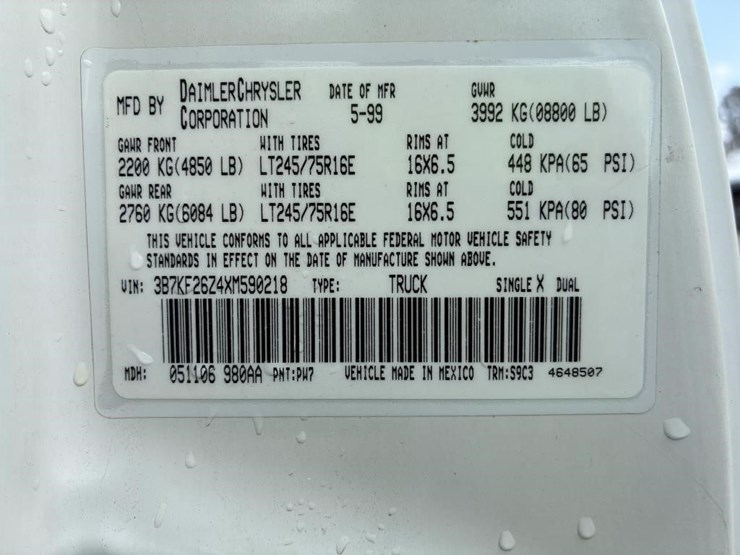 MFD BY DAIMLERCHRYSLER CORPORATION DATE OF MFR 5-99 GVWR 3992 KG(08800 LB)
GAWR FRONT WITH TIRES RIMS AT COLD
2200 KG(4850 LB) LT245/75R16E 16X6.5 448 KPA(65 PSI)
GAWR REAR WITH TIRES RIMS AT COLD
2760 KG(6084 LB) LT245/75R16E 16X6.5 551 KPA(80 PSI)
THIS VEHICLE CONFORMS TO ALL APPLICABLE FEDERAL MOTOR VEHICLE SAFETY
STANDARDS IN EFFECT ON THE DATE OF MANUFACTURE SHOWN ABOVE.
VIN: 3B7KF26Z4XM590218 TYPE: TRUCK SINGLE X DUAL
MDH: 051106 980AA PNT:PW7 VEHICLE MADE IN MEXICO TRM:S9C3 4648507